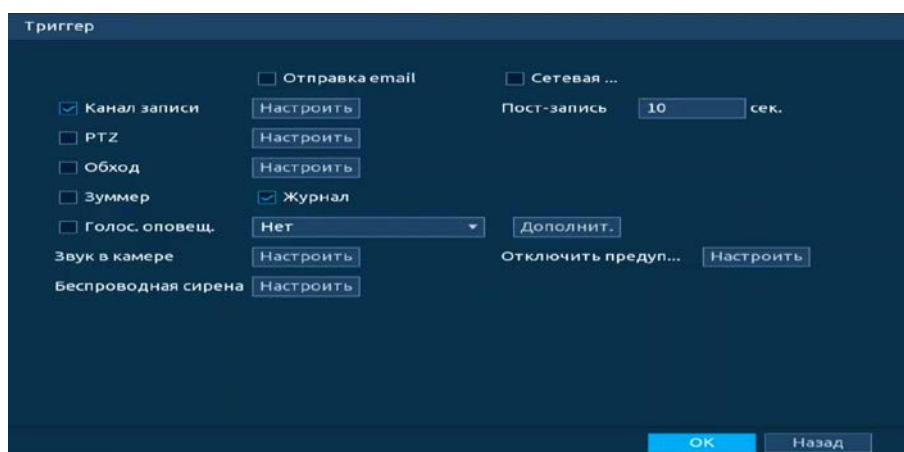 Триггер
Отправка email Сетевая ...
Канал записи Настроить Пост-запись 10 сек.
PTZ Настроить
Обход Настроить
Зуммер Журнал
Голос. оповещ. Нет Дополнит.
Звук в камере Настроить Отключить предуп... Настроить
Беспроводная сирена Настроить
OK Назад